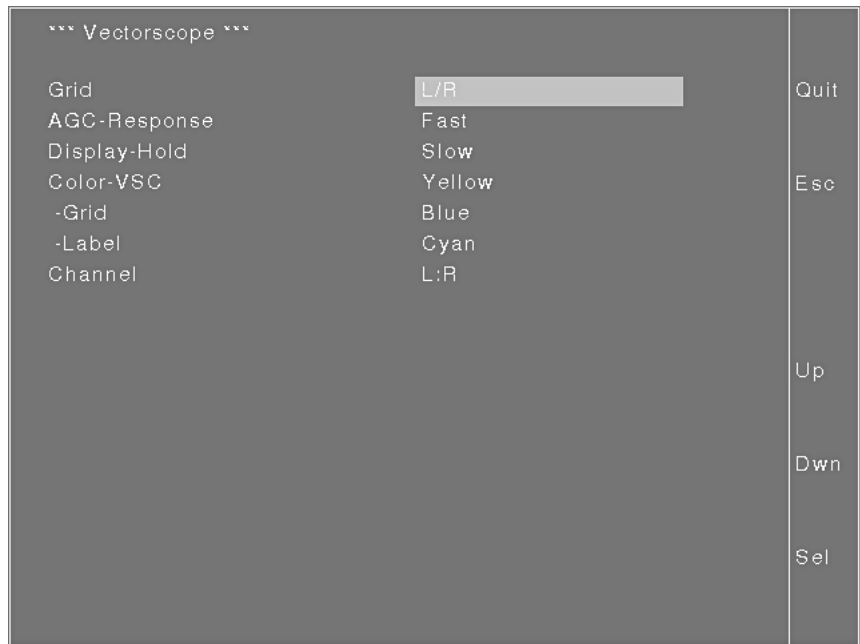 *** Vectorscope ***
Grid L/R
AGC-Response Fast
Display-Hold Slow
Color-VSC Yellow
-Grid Blue
-Label Cyan
Channel L:R
Quit
Esc
Up
Dwn
Sel